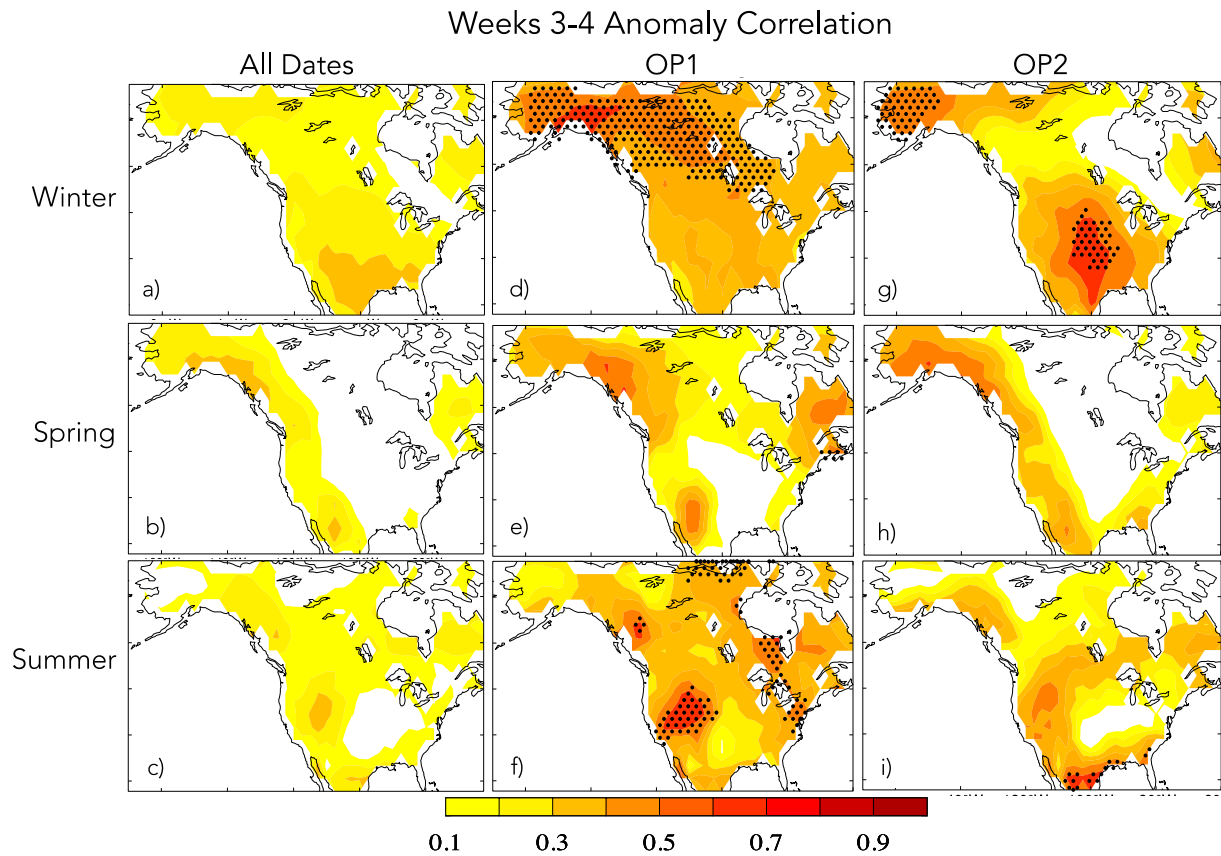 Weeks 3-4 Anomaly Correlation
All Dates OP1 OP2
Winter
a) d) g)
Spring
b) e) h)
Summer
c) f) i)
0.1 0.3 0.5 0.7 0.9